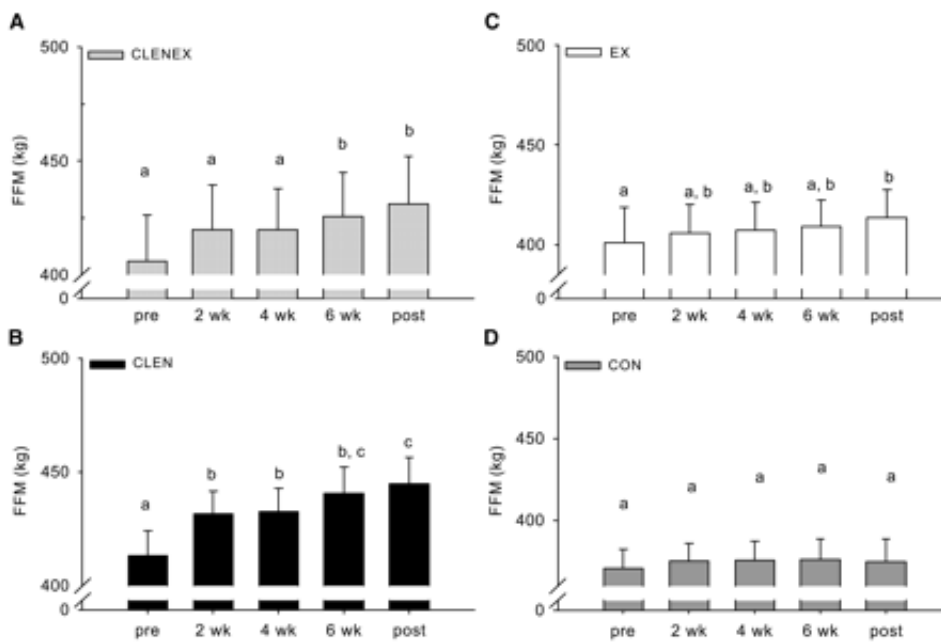 A
CLENEX
500
450
400
0
FFM (kg)
a
a
a
b
b
pre 2 wk 4 wk 6 wk post
B
CLEN
500
450
400
0
FFM (kg)
a
b
b
b, c
c
pre 2 wk 4 wk 6 wk post
C
EX
500
450
400
0
FFM (kg)
a
a, b
a, b
a, b
b
pre 2 wk 4 wk 6 wk post
D
CON
500
450
400
0
FFM (kg)
a
a
a
a
a
pre 2 wk 4 wk 6 wk post